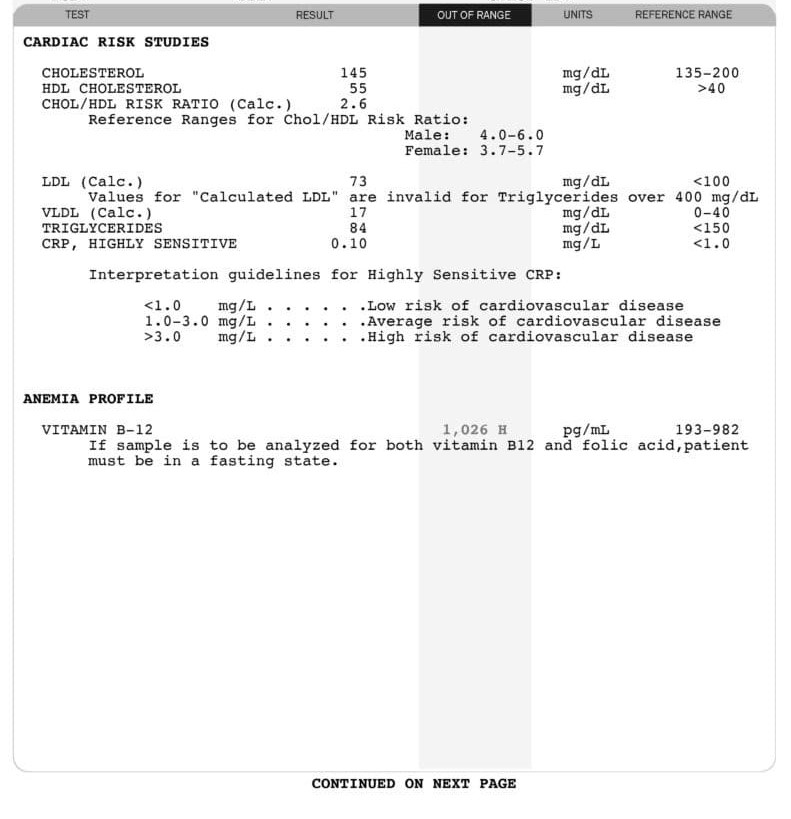 TEST RESULT OUT OF RANGE UNITS REFERENCE RANGE
CARDIAC RISK STUDIES
CHOLESTEROL 145 mg/dL 135-200
HDL CHOLESTEROL 55 mg/dL >40
CHOL/HDL RISK RATIO (Calc.) 2.6
Reference Ranges for Chol/HDL Risk Ratio:
Male: 4.0-6.0
Female: 3.7-5.7
LDL (Calc.) 73 mg/dL <100
Values for "Calculated LDL" are invalid for Triglycerides over 400 mg/dL
VLDL (Calc.) 17 mg/dL 0-40
TRIGLYCERIDES 84 mg/dL <150
CRP, HIGHLY SENSITIVE 0.10 mg/L <1.0
Interpretation guidelines for Highly Sensitive CRP:
<1.0 mg/L . . . . . .Low risk of cardiovascular disease
1.0-3.0 mg/L . . . . . .Average risk of cardiovascular disease
>3.0 mg/L . . . . . .High risk of cardiovascular disease
ANEMIA PROFILE
VITAMIN B-12 1,026 H pg/mL 193-982
If sample is to be analyzed for both vitamin B12 and folic acid,patient
must be in a fasting state.
CONTINUED ON NEXT PAGE